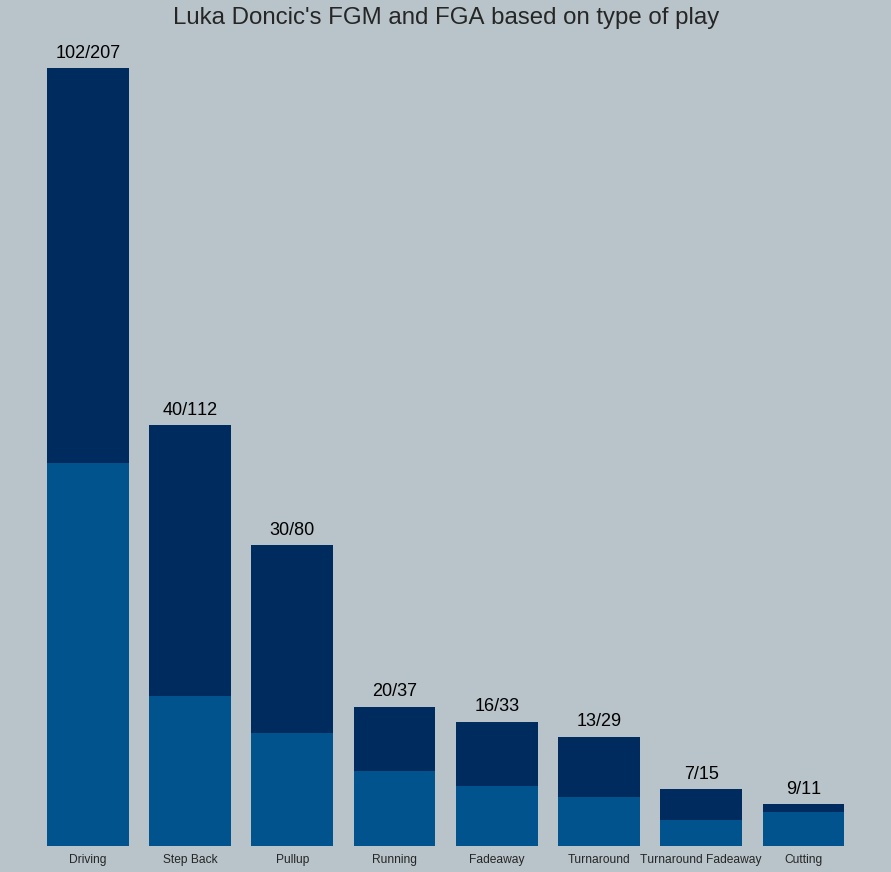 Luka Doncic's FGM and FGA based on type of play
102/207
40/112
30/80
20/37
16/33
13/29
7/15
9/11
Driving
Step Back
Pullup
Running
Fadeaway
Turnaround
Turnaround Fadeaway
Cutting